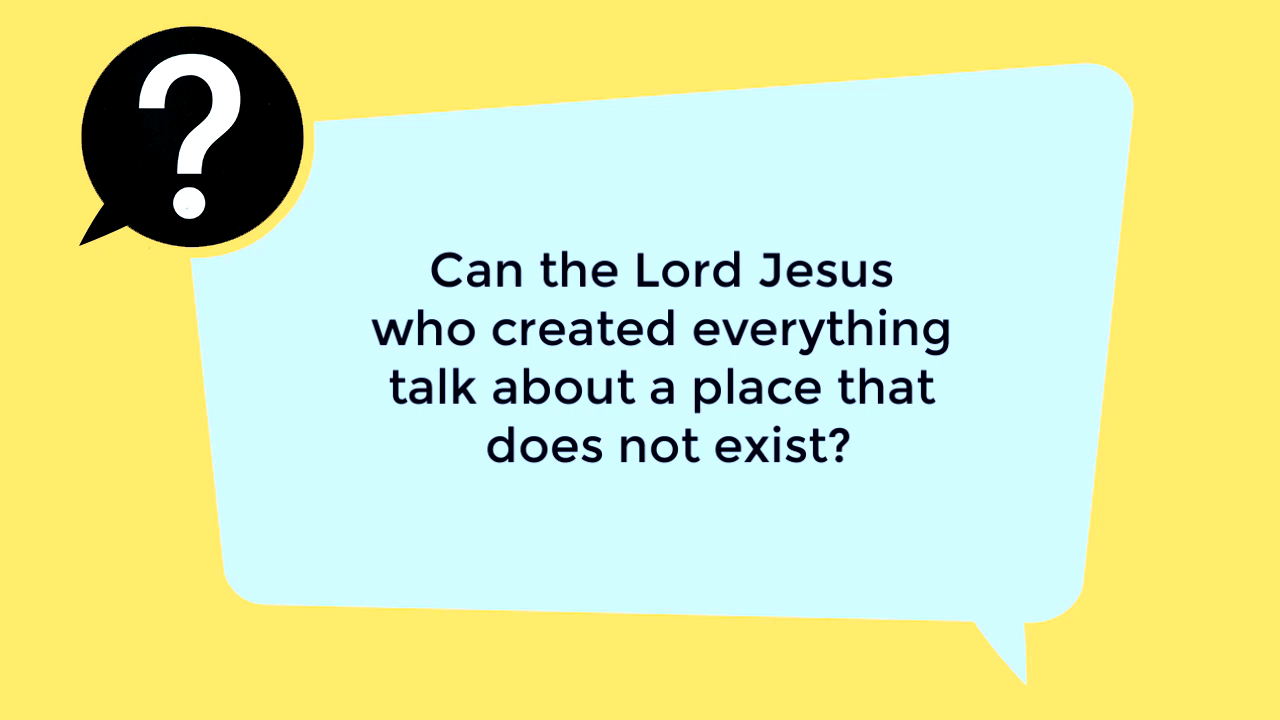 ?
Can the Lord Jesus
who created everything
talk about a place that
does not exist?